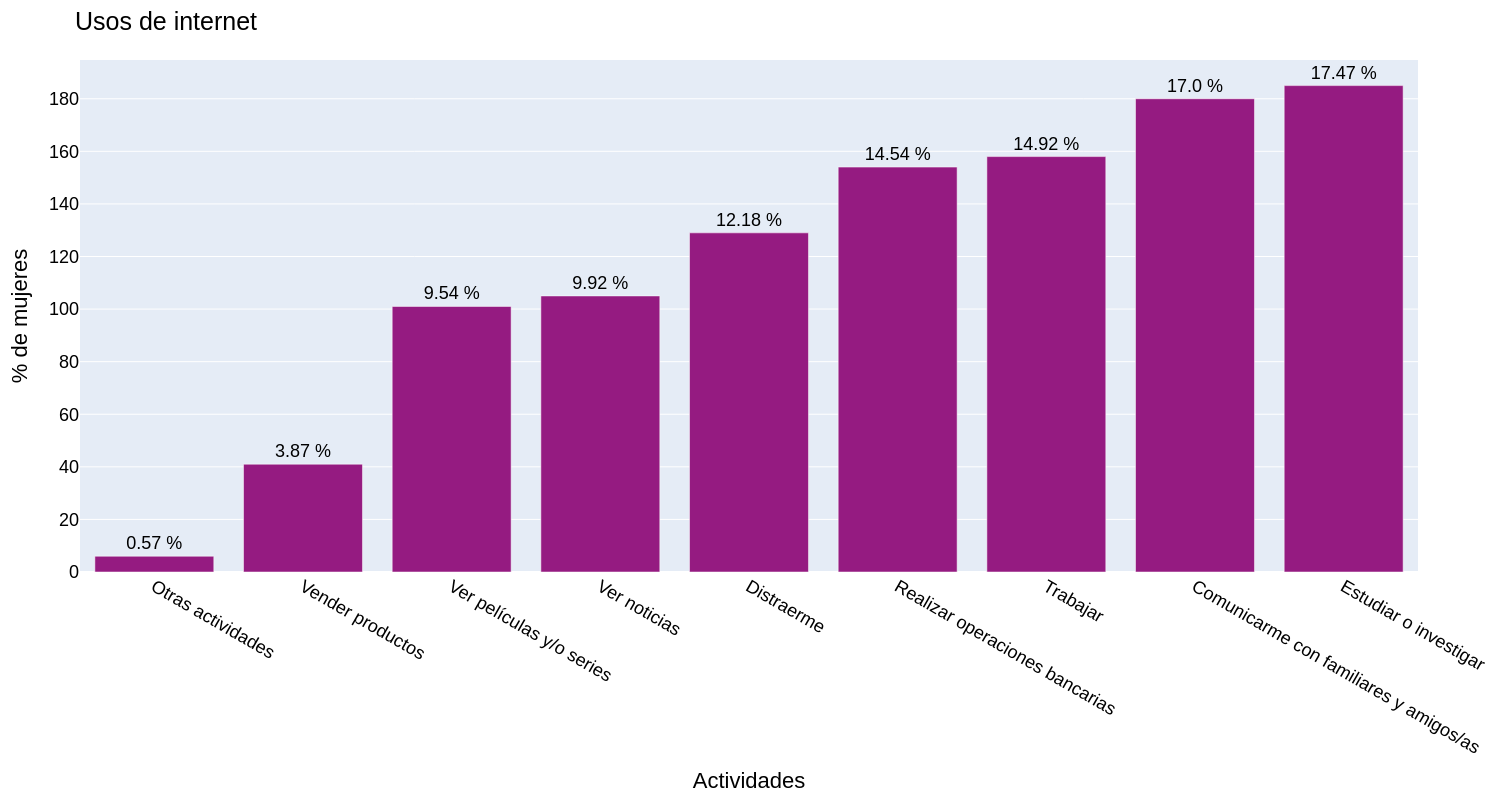 Usos de internet
% de mujeres
180
160
140
120
100
80
60
40
20
0
0.57 %
3.87 %
9.54 %
9.92 %
12.18 %
14.54 %
14.92 %
17.0 %
17.47 %
Otras actividades
Vender productos
Ver películas y/o series
Ver noticias
Distraerme
Realizar operaciones bancarias
Trabajar
Comunicarme con familiares y amigos/as
Estudiar o investigar
Actividades